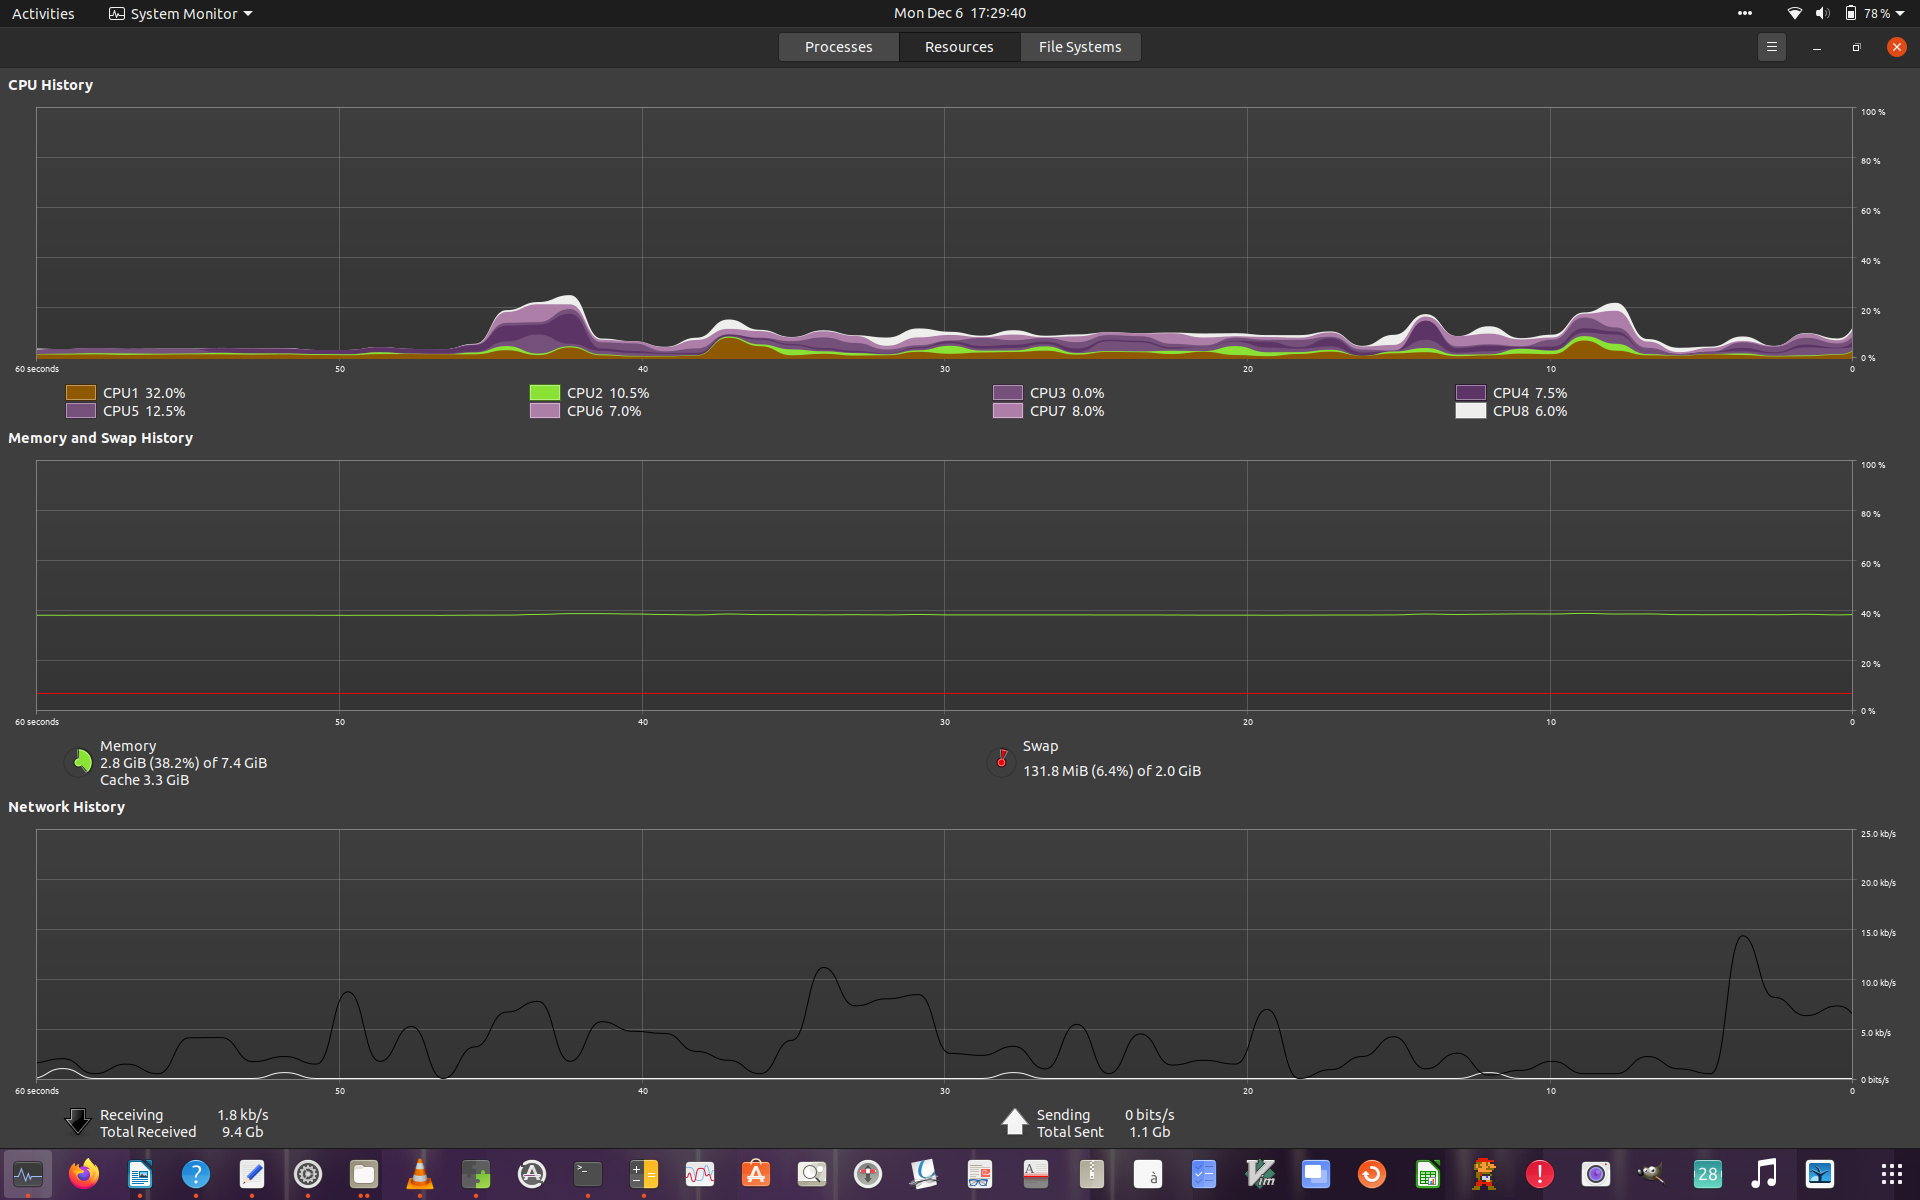 Activities
System Monitor
Mon Dec 6 17:29:40
78 %
Processes
Resources
File Systems
CPU History
100 %
80 %
60 %
40 %
20 %
0 %
60 seconds
50
40
30
20
10
0
CPU1 32.0%
CPU2 10.5%
CPU3 0.0%
CPU4 7.5%
CPU5 12.5%
CPU6 7.0%
CPU7 8.0%
CPU8 6.0%
Memory and Swap History
100 %
80 %
60 %
40 %
20 %
0 %
60 seconds
50
40
30
20
10
0
Memory
2.8 GiB (38.2%) of 7.4 GiB
Cache 3.3 GiB
Swap
131.8 MiB (6.4%) of 2.0 GiB
Network History
25.0 kb/s
20.0 kb/s
15.0 kb/s
10.0 kb/s
5.0 kb/s
0 bits/s
60 seconds
50
40
30
20
10
0
Receiving 1.8 kb/s
Total Received 9.4 Gb
Sending 0 bits/s
Total Sent 1.1 Gb
28